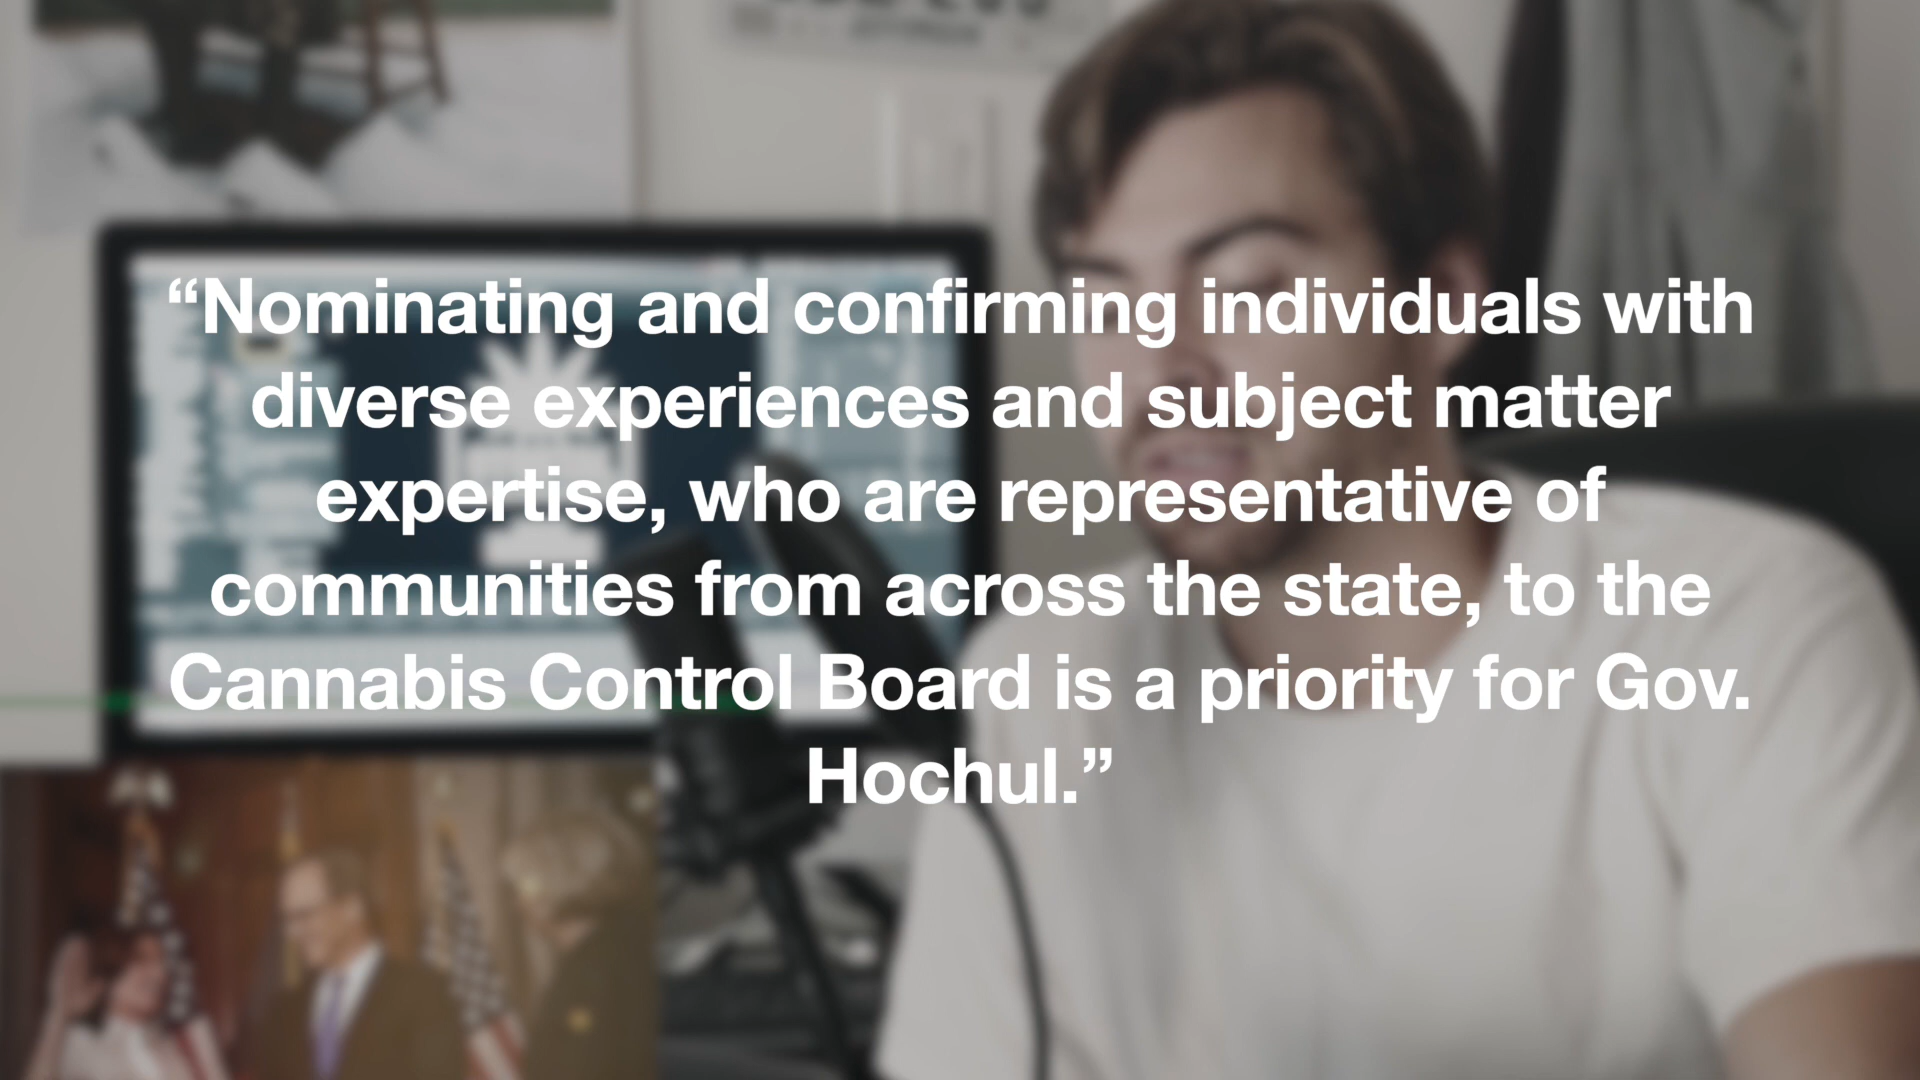 “Nominating and confirming individuals with
diverse experiences and subject matter
expertise, who are representative of
communities from across the state, to the
Cannabis Control Board is a priority for Gov.
Hochul.”